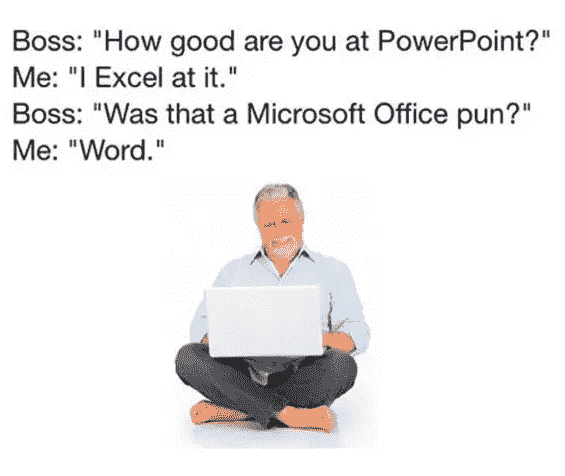 Boss: "How good are you at PowerPoint?"
Me: "I Excel at it."
Boss: "Was that a Microsoft Office pun?"
Me: "Word."